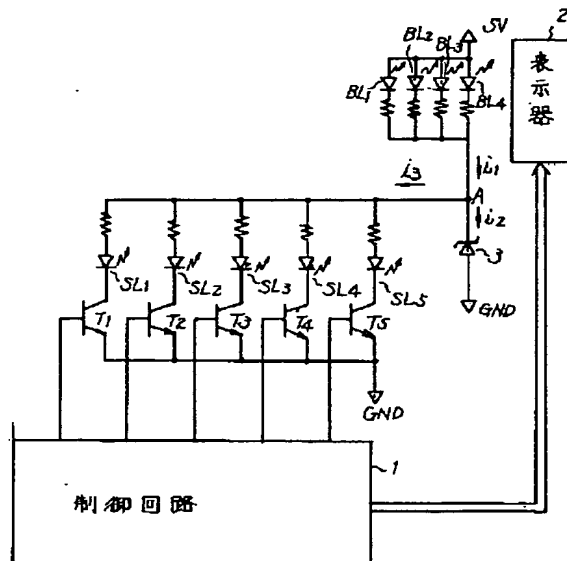 5V
2
BL1
BL2
BL3
BL4
表示器
i1
i3
A
i2
3
GND
SL1
SL2
SL3
SL4
SL5
T1
T2
T3
T4
T5
GND
1
制御回路